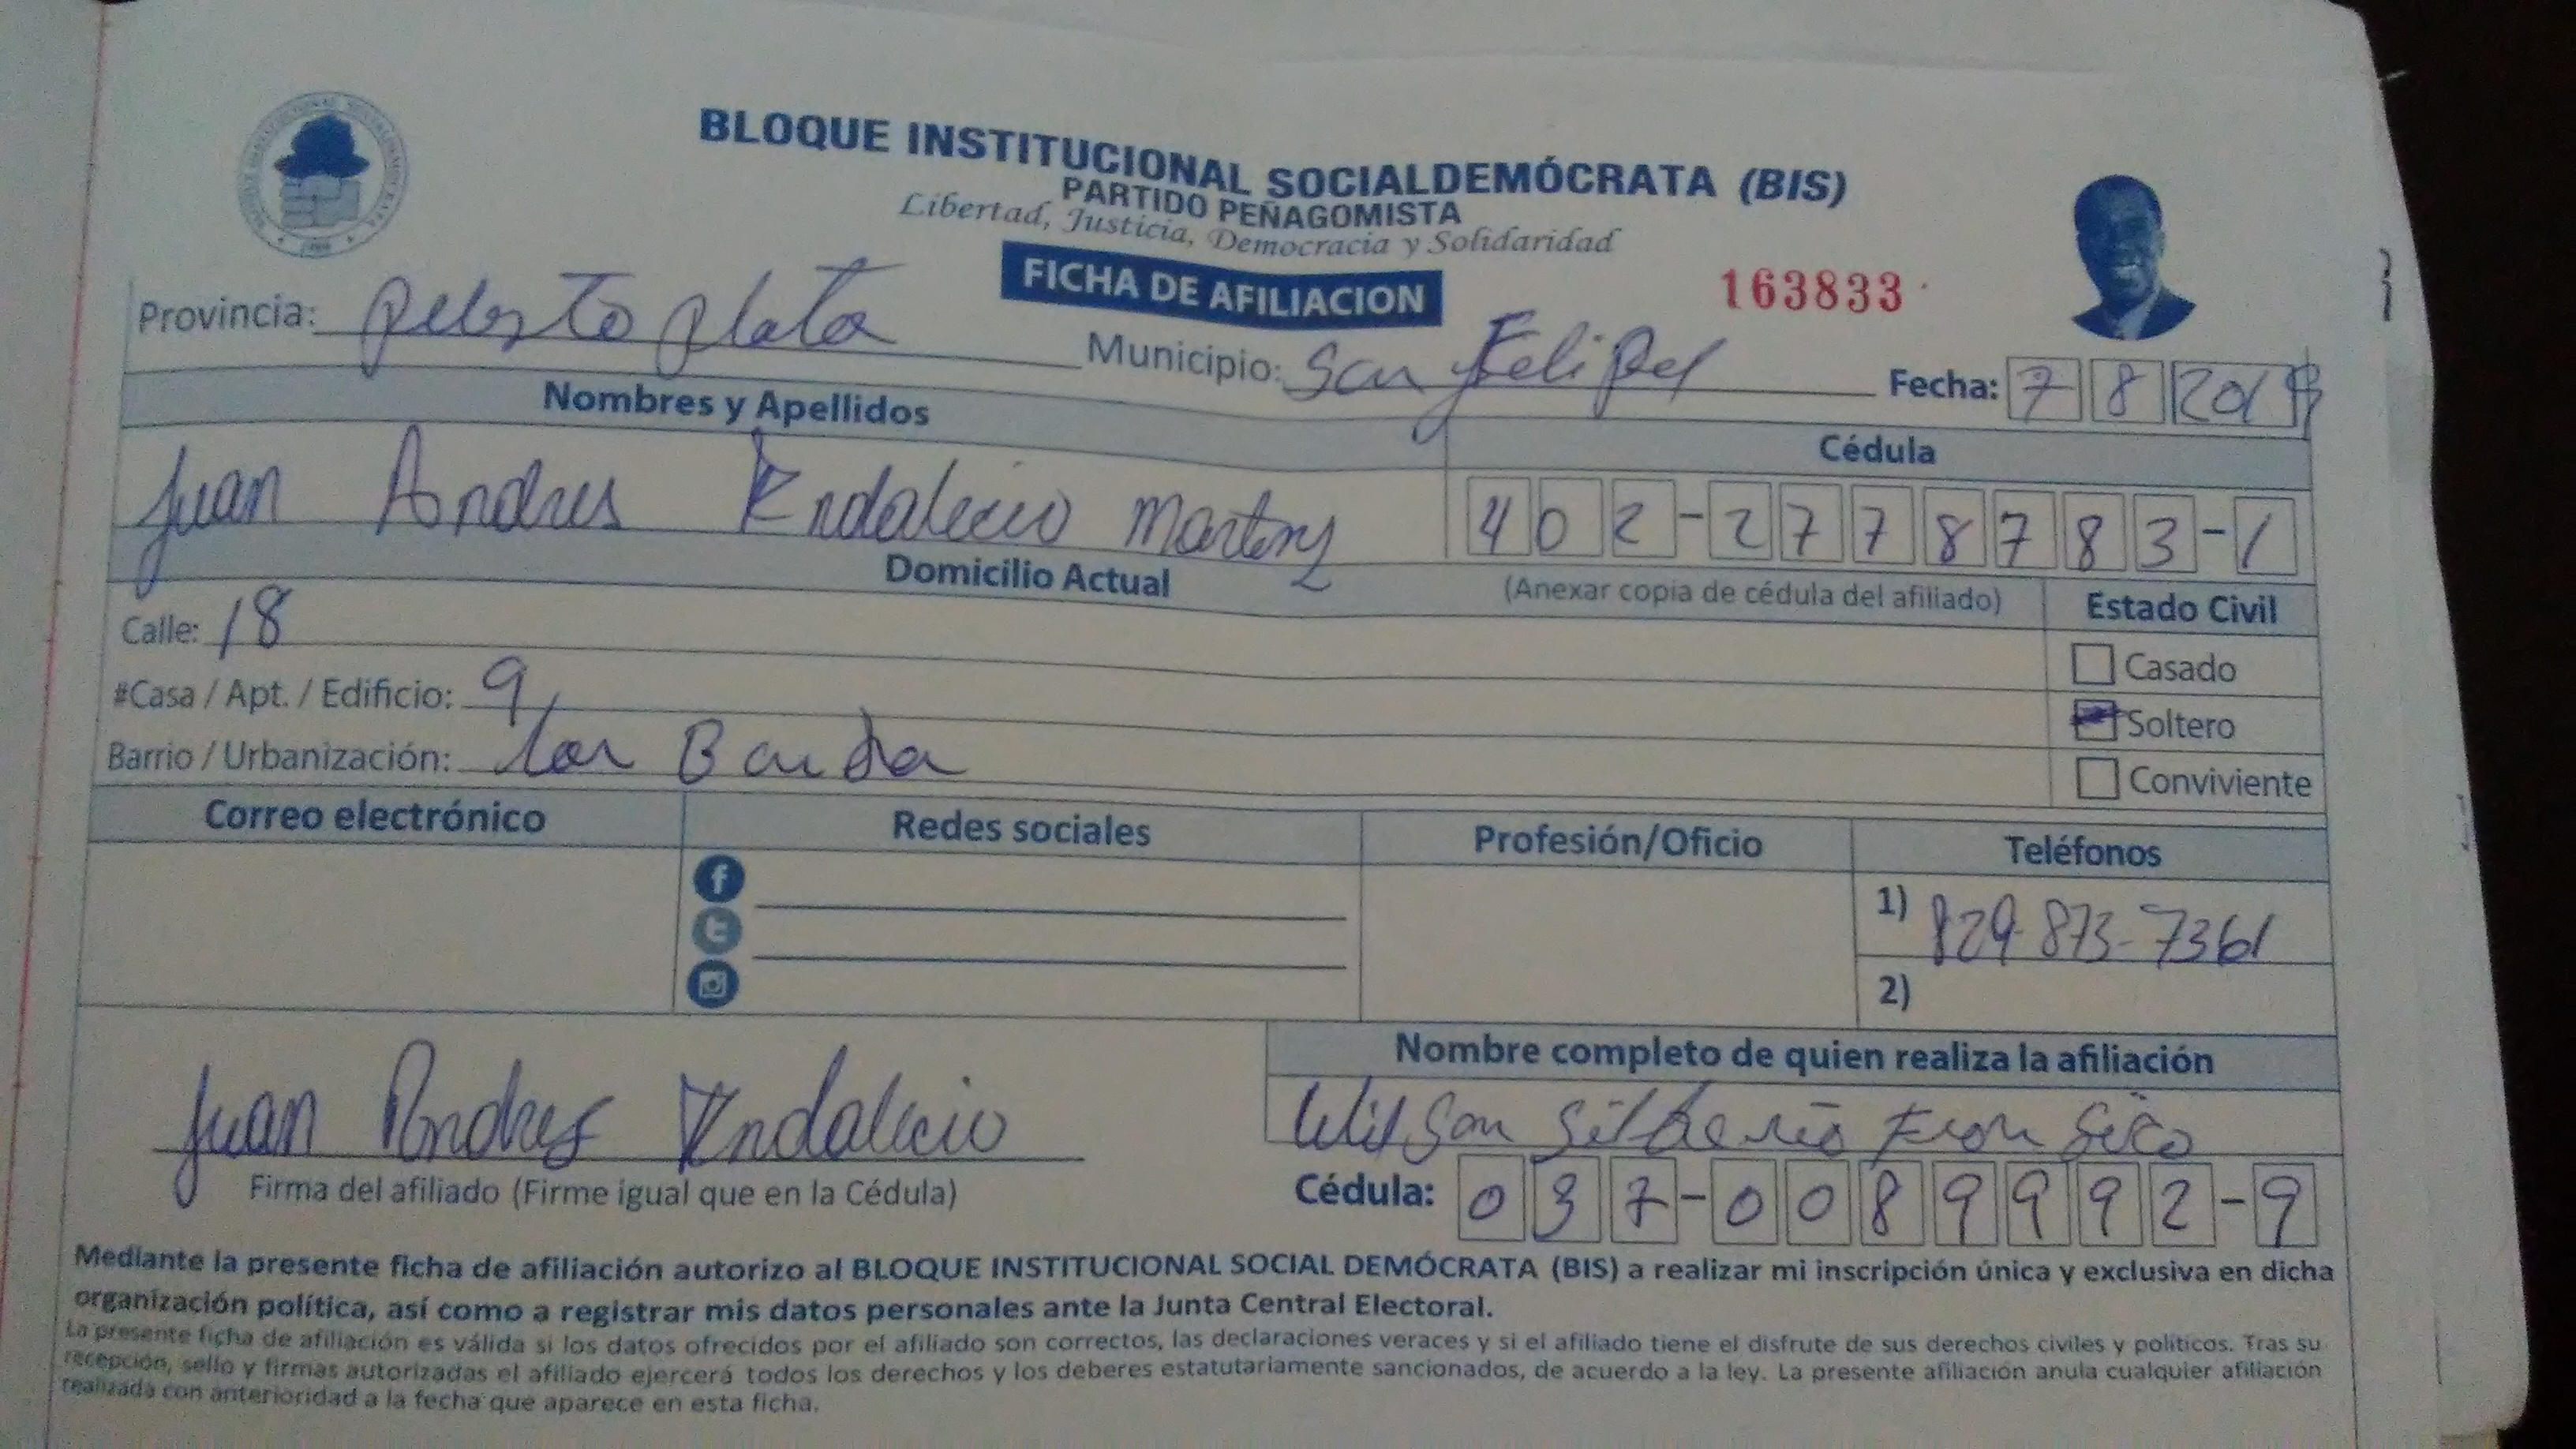 BLOQUE INSTITUCIONAL SOCIALDEMÓCRATA (BIS)
PARTIDO PEÑAGOMISTA
Libertad, Justicia, Democracia y Solidaridad
FICHA DE AFILIACION
163833
Provincia: Puerto plata Municipio: San Felipe Fecha: 7 8 2018
Nombres y Apellidos
Cédula
Juan Andres Endalecio Martinez
402-2778783-1
Domicilio Actual
(Anexar copia de cédula del afiliado)
Estado Civil
Calle: 18
Casado
#Casa / Apt. / Edificio: 9
Soltero
Barrio / Urbanización:
Conviviente
Correo electrónico Redes sociales Profesión/Oficio Teléfonos
1) 829-873-7361
2)
Nombre completo de quien realiza la afiliación
Juan Andres Endalecio
Wilson Silberio Fronsico
Firma del afiliado (Firme igual que en la Cédula)
Cédula: 037-0089992-9
Mediante la presente ficha de afiliación autorizo al BLOQUE INSTITUCIONAL SOCIAL DEMÓCRATA (BIS) a realizar mi inscripción única y exclusiva en dicha
organización política, así como a registrar mis datos personales ante la Junta Central Electoral.
La presente ficha de afiliación es válida si los datos ofrecidos por el afiliado son correctos, las declaraciones veraces y si el afiliado tiene el disfrute de sus derechos civiles y políticos. Tras su
recepción, sello y firmas autorizadas el afiliado ejercerá todos los derechos y los deberes estatutariamente sancionados, de acuerdo a la ley. La presente afiliación anula cualquier afiliación
realizada con anterioridad a la fecha que aparece en esta ficha.